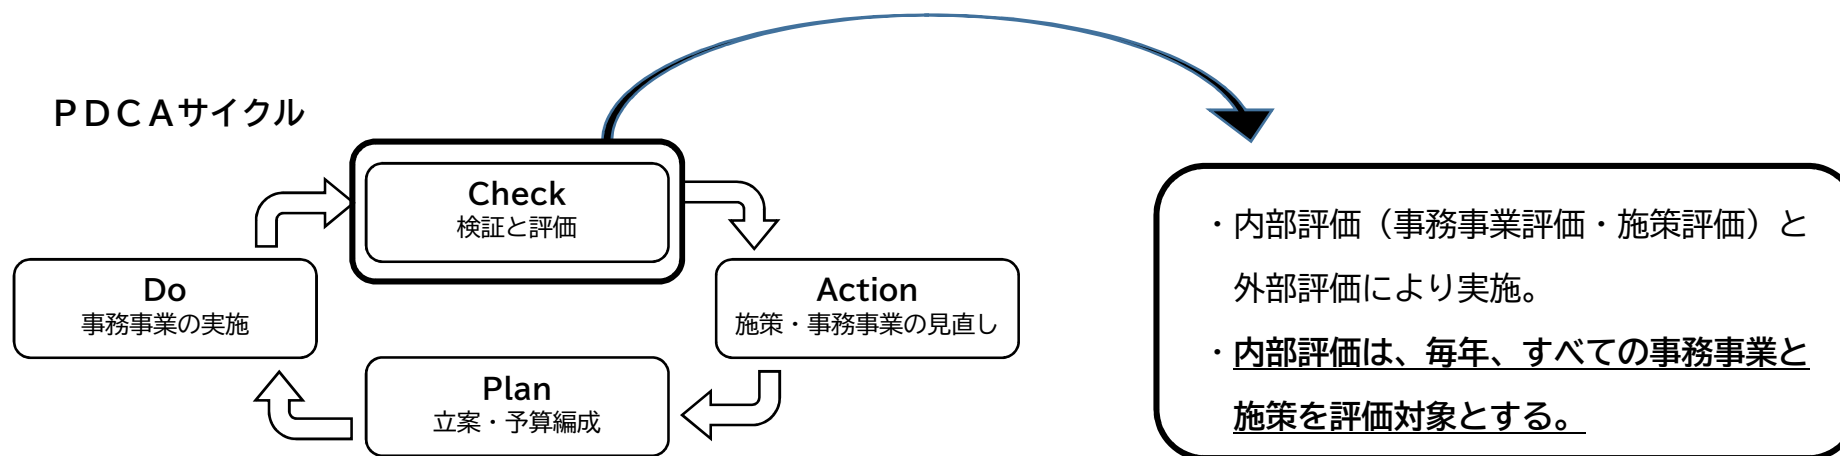 ＰＤＣＡサイクル
Check
検証と評価
Do
事務事業の実施
Action
施策・事務事業の見直し
Plan
立案・予算編成
・内部評価（事務事業評価・施策評価）と
外部評価により実施。
・内部評価は、毎年、すべての事務事業と
施策を評価対象とする。